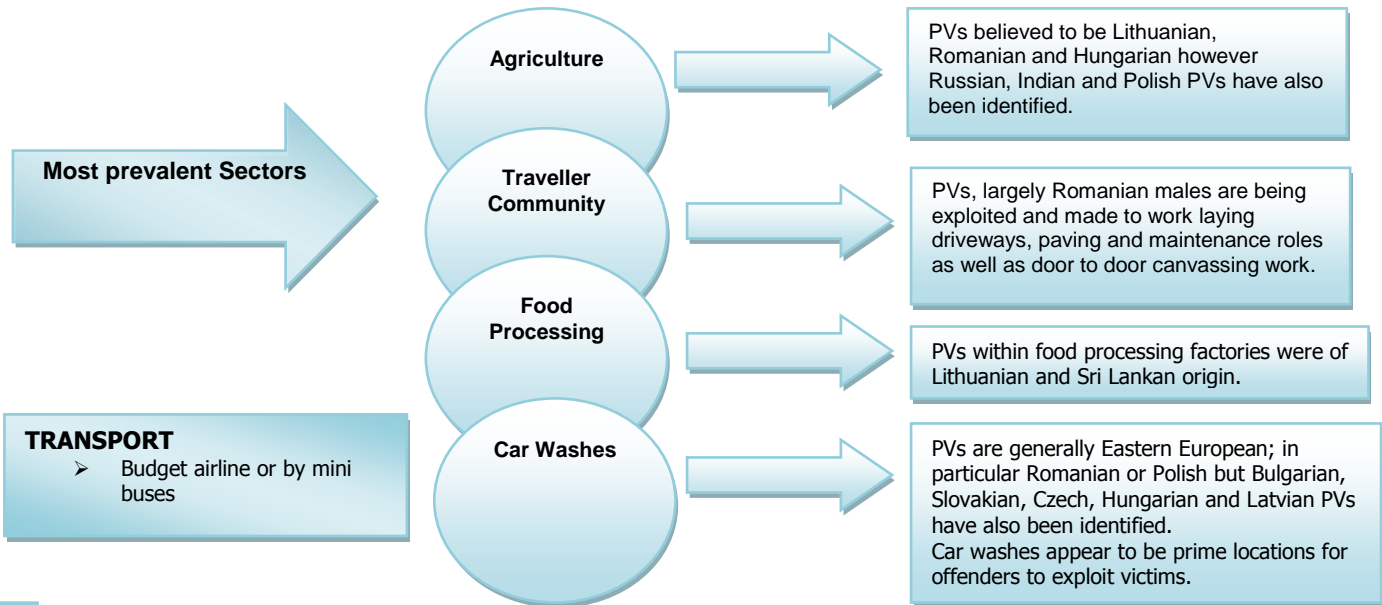 Most prevalent Sectors
Agriculture
PVs believed to be Lithuanian,
Romanian and Hungarian however
Russian, Indian and Polish PVs have also
been identified.
Traveller
Community
PVs, largely Romanian males are being
exploited and made to work laying
driveways, paving and maintenance roles
as well as door to door canvassing work.
Food
Processing
PVs within food processing factories were of
Lithuanian and Sri Lankan origin.
TRANSPORT
➢ Budget airline or by mini
buses
Car Washes
PVs are generally Eastern European; in
particular Romanian or Polish but Bulgarian,
Slovakian, Czech, Hungarian and Latvian PVs
have also been identified.
Car washes appear to be prime locations for
offenders to exploit victims.